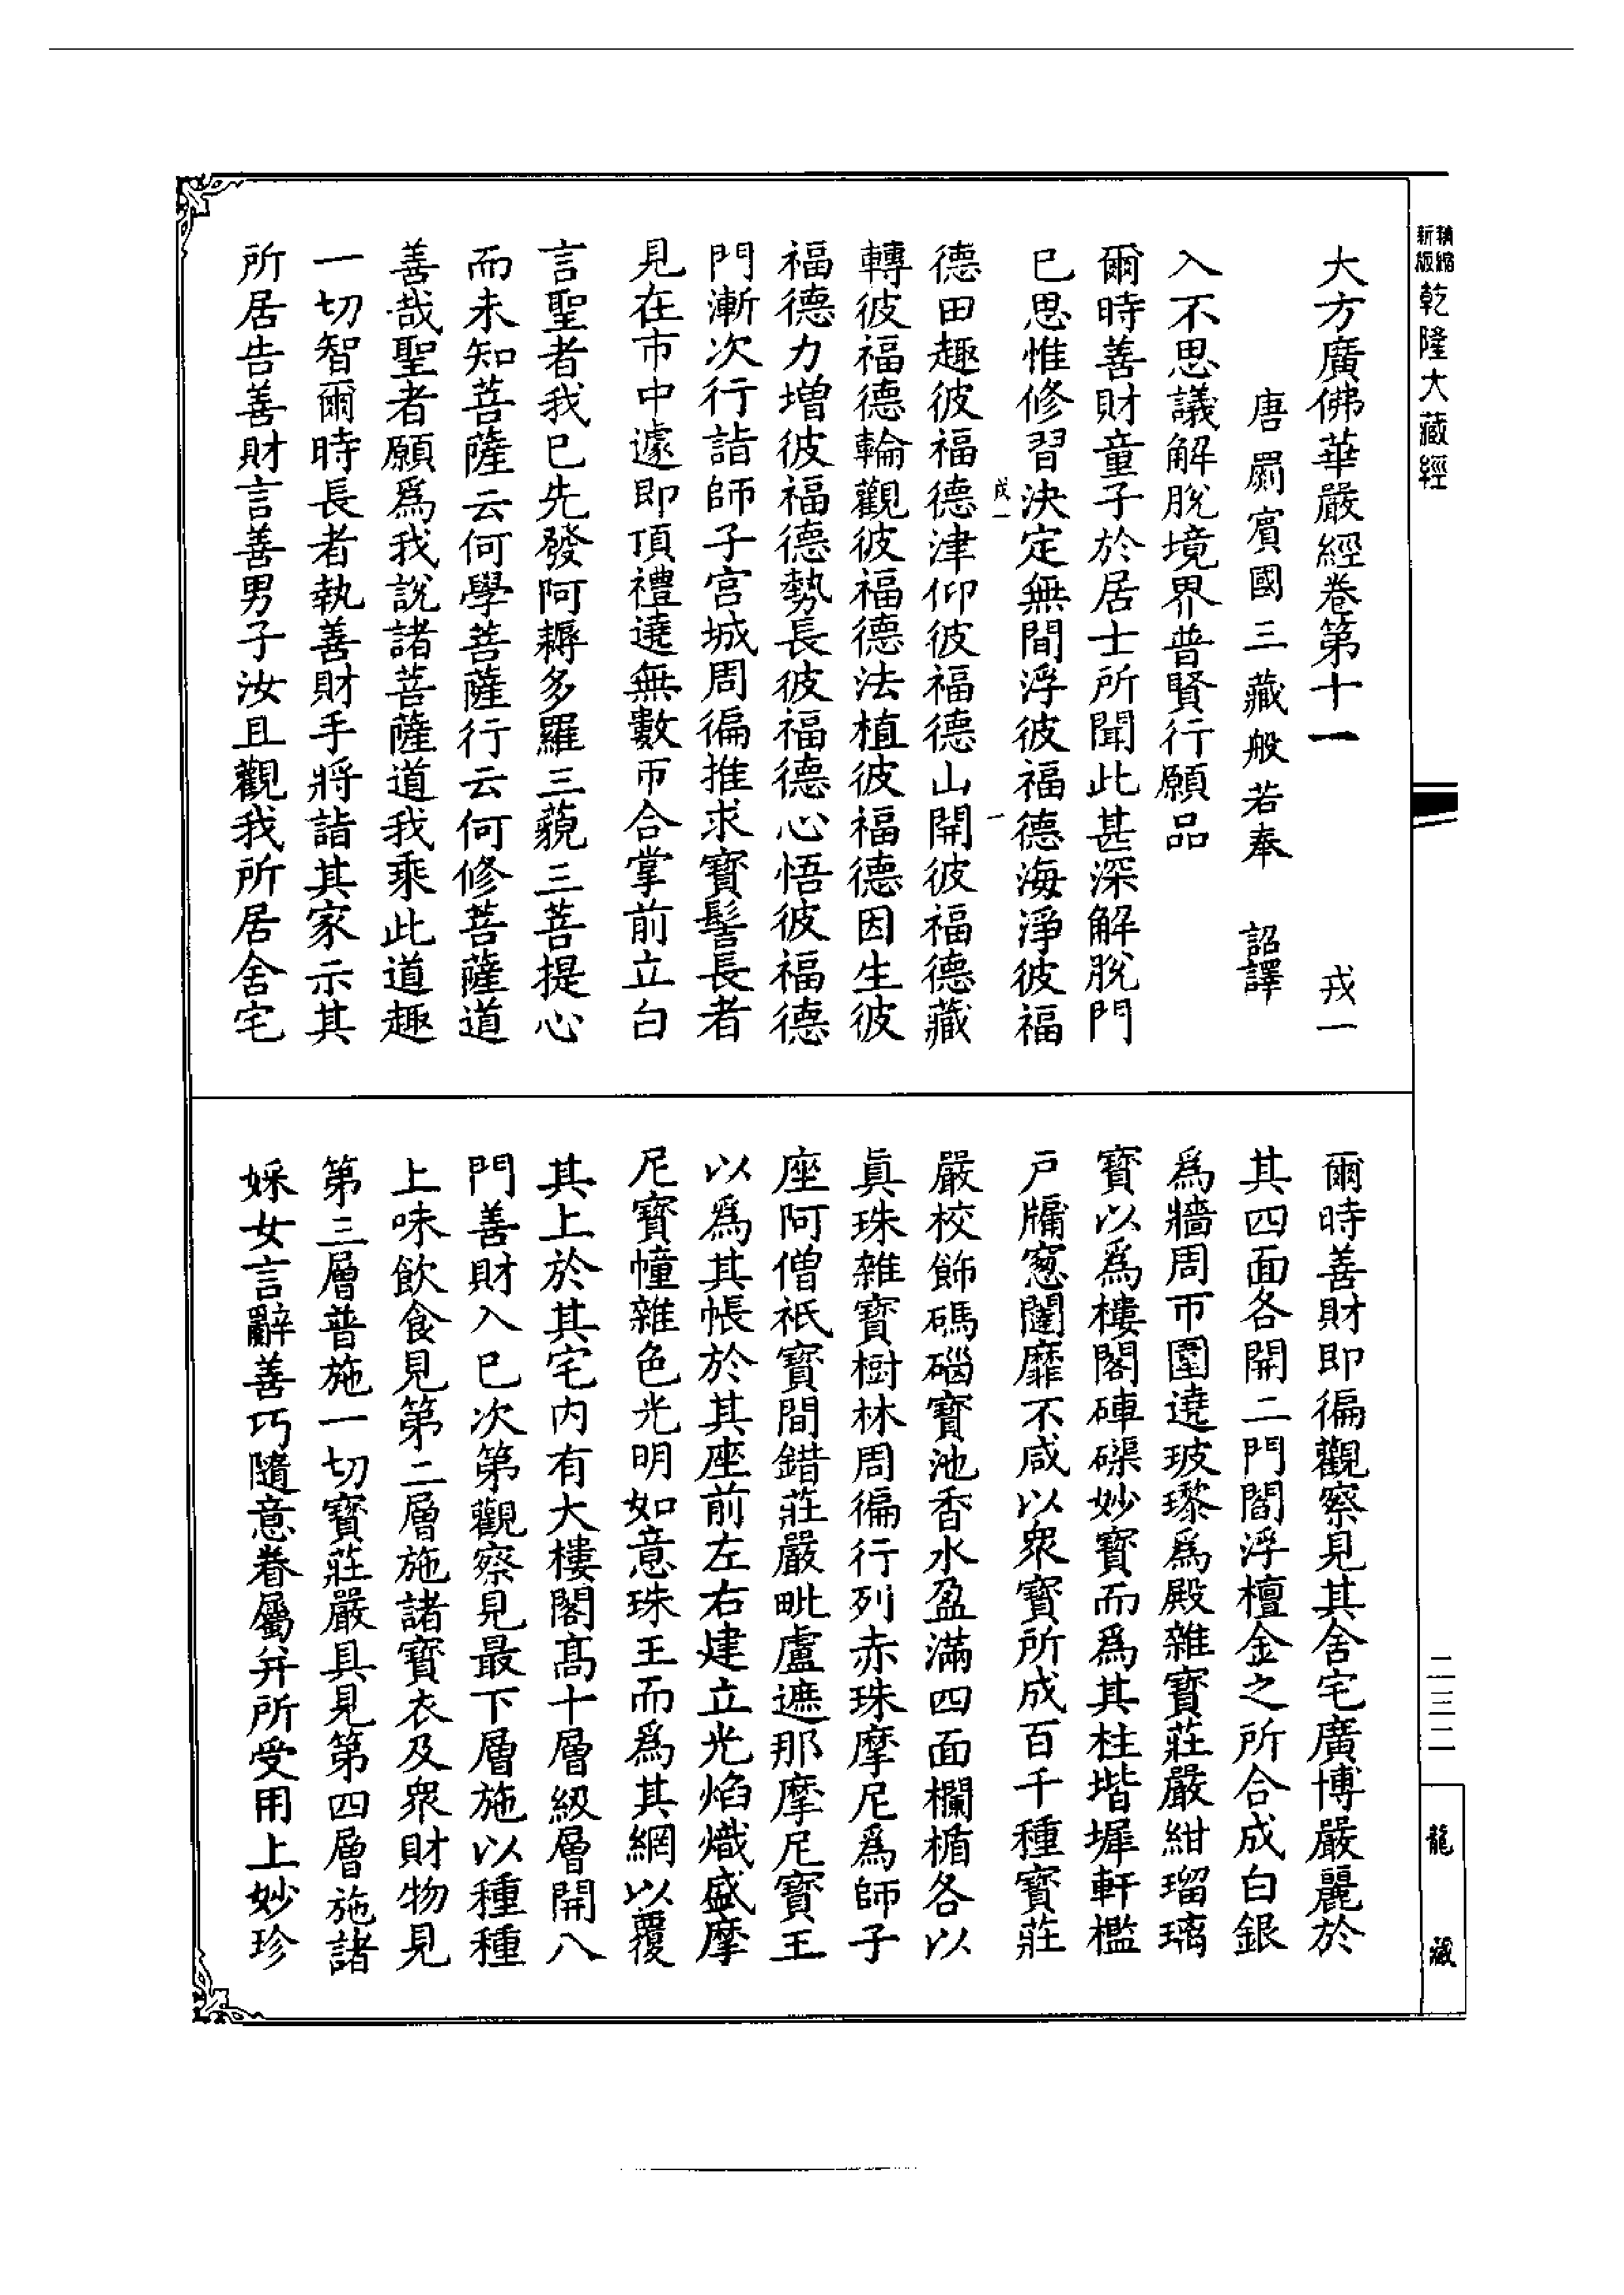 精縮新版乾隆大藏經
大方廣佛華嚴經卷第十一 戎一
唐罽賓國三藏般若奉 詔譯
入不思議解脫境界普賢行願品
爾時善財童子於居士所聞此甚深解脫門
已思惟修習決定無間浮彼福德海淨彼福
德田趣彼福德津仰彼福德山開彼福德藏
轉彼福德輪觀彼福德法植彼福德因生彼
福德力增彼福德勢長彼福德心悟彼福德
門漸次行詣師子宮城周徧推求寶髻長者
見在市中遽即頂禮遶無數帀合掌前立白
言聖者我已先發阿耨多羅三藐三菩提心
而未知菩薩云何學菩薩行云何修菩薩道
善哉聖者願爲我說諸菩薩道我乘此道趣
一切智爾時長者執善財手將詣其家示其
所居告善財言善男子汝且觀我所居舍宅
爾時善財即徧觀察見其舍宅廣博嚴麗於
其四面各開二門閻浮檀金之所合成白銀
爲牆周帀圍遶玻瓈爲殿雜寶莊嚴紺瑠璃
寶以爲樓閣硨磲妙寶而爲其柱堦墀軒檻
戶牖窻闥靡不咸以衆寶所成百千種寶莊
嚴校飾碼碯寶池香水盈滿四面欄楯各以
眞珠雜寶樹林周徧行列赤珠摩尼爲師子
座阿僧祇寶間錯莊嚴毗盧遮那摩尼寶王
以爲其帳於其座前左右建立光焰熾盛摩
尼寶幢雜色光明如意珠王而爲其網以覆
其上於其宅內有大樓閣高十層級層開八
門善財入已次第觀察見最下層施以種種
上味飲食見第二層施諸寶衣及衆財物見
第三層普施一切寶莊嚴具見第四層施諸
婇女言辭善巧隨意眷屬并所受用上妙珍
二三二
龍藏